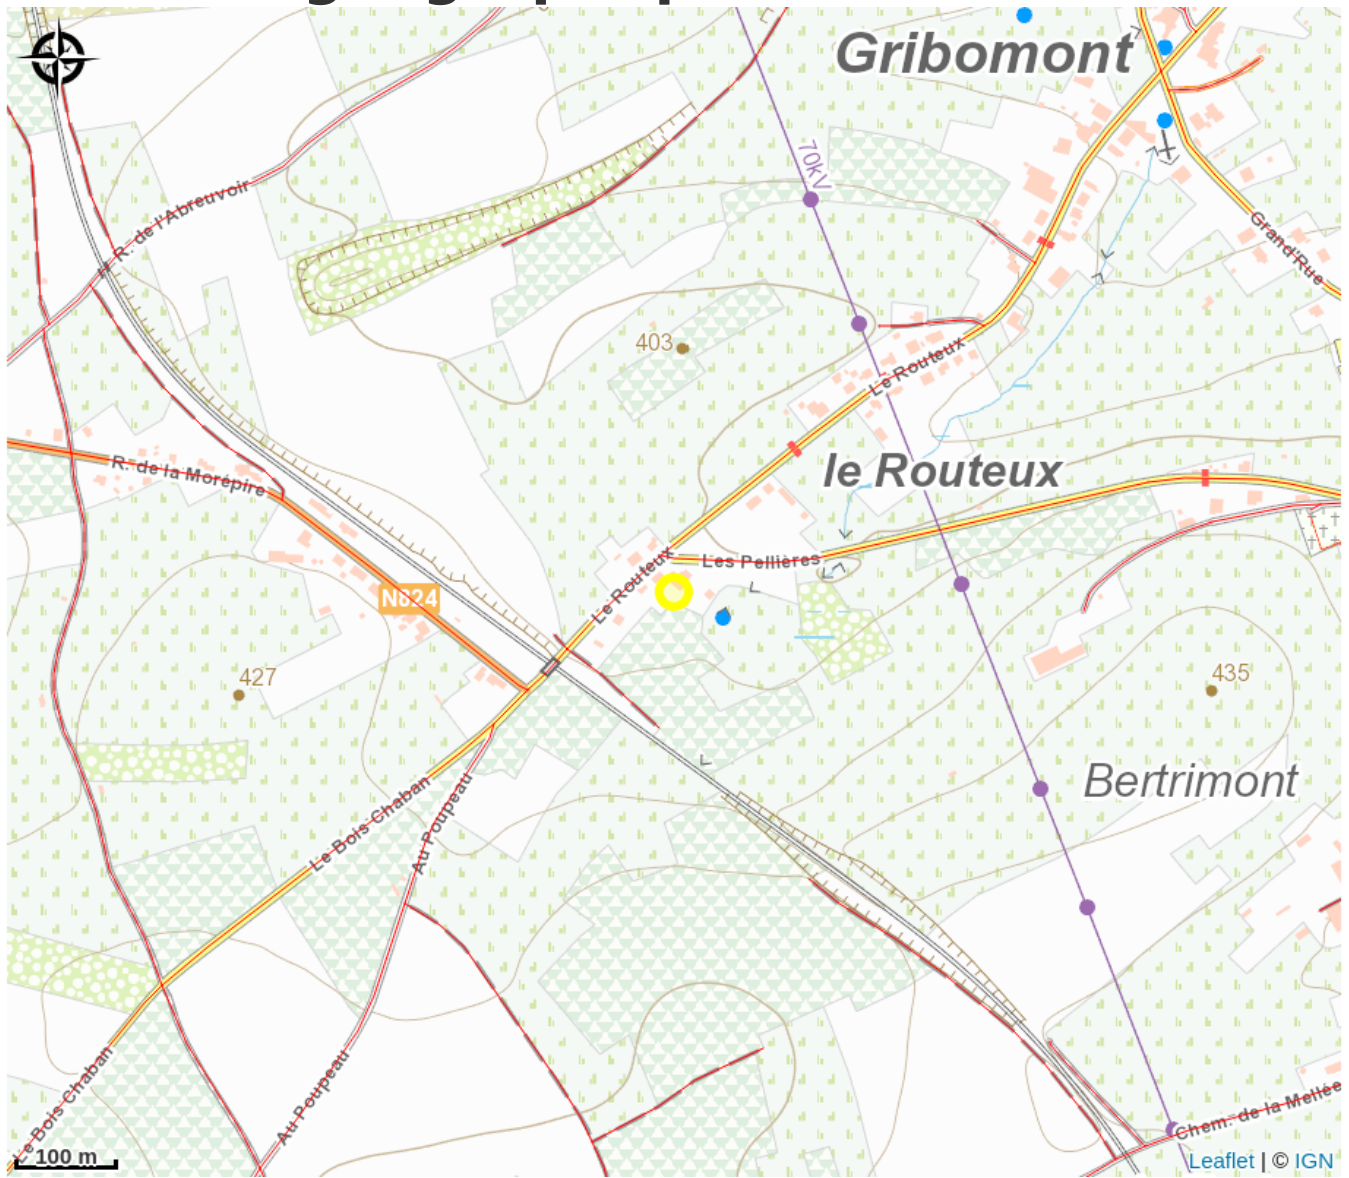 Gribomont
70kV
R. de l'Abreuvoir
Grand'Rue
403
Le Routeux
le Routeux
R. de la Morépire
Les Pellières
N824
Le Routeux
427
435
Bertrimont
Le Bois Chaban
Au Poupeau
Le Bois Chaban
Au Poupeau
Chem. de la Mellée
100 m
Leaflet | © IGN